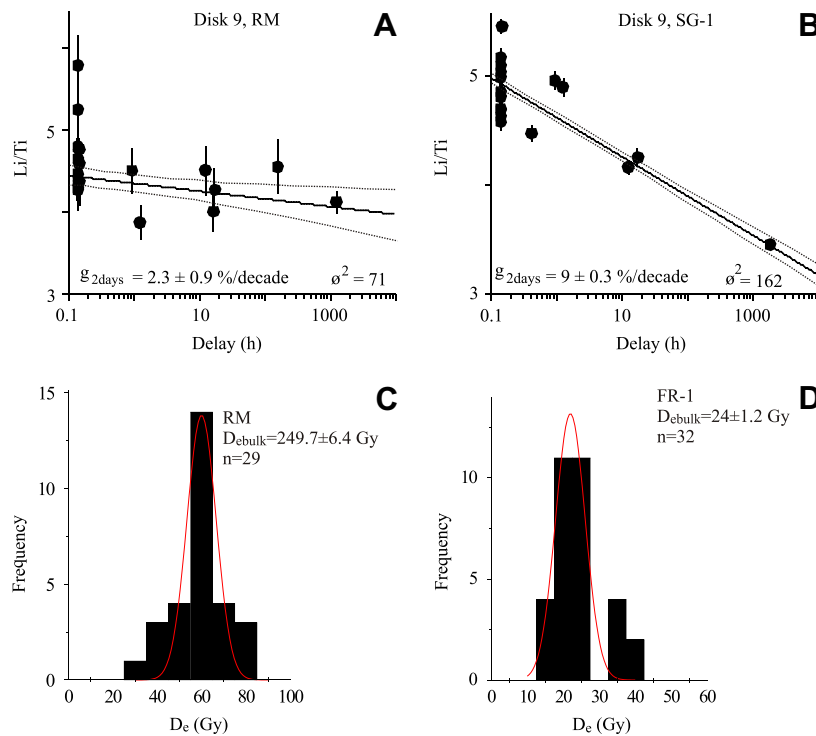 Disk 9, RM
A
Li/Ti
5
3
g2days = 2.3 ± 0.9 %/decade
ø² = 71
0.1 10 1000
Delay (h)
Disk 9, SG-1
B
5
3
g2days = 9 ± 0.3 %/decade
ø² = 162
0.1 10 1000
Delay (h)
C
RM
Debulk=249.7±6.4 Gy
n=29
Frequency
15
10
5
0
0 20 40 60 80 100
De (Gy)
D
FR-1
Debulk=24±1.2 Gy
n=32
Frequency
15
10
5
0
0 10 20 30 40 50 60
De (Gy)